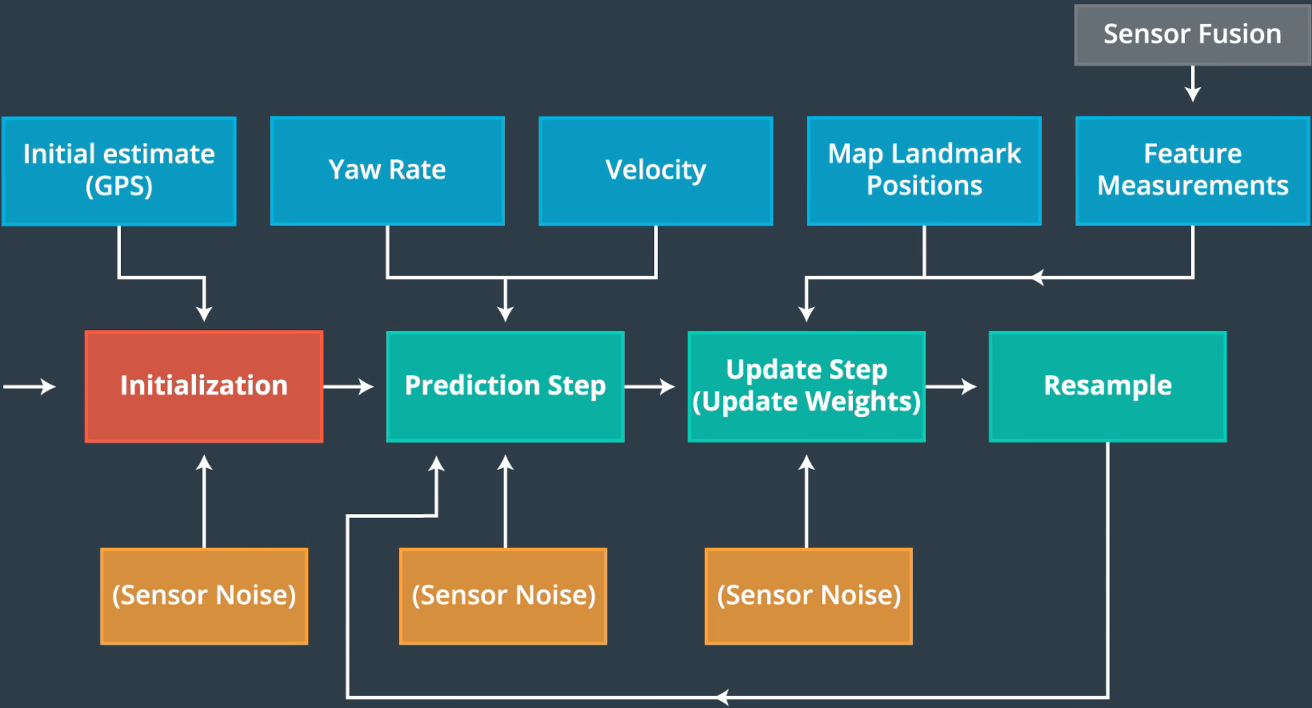 Sensor Fusion
Initial estimate
(GPS)
Yaw Rate
Velocity
Map Landmark
Positions
Feature
Measurements
Initialization
Prediction Step
Update Step
(Update Weights)
Resample
(Sensor Noise)
(Sensor Noise)
(Sensor Noise)